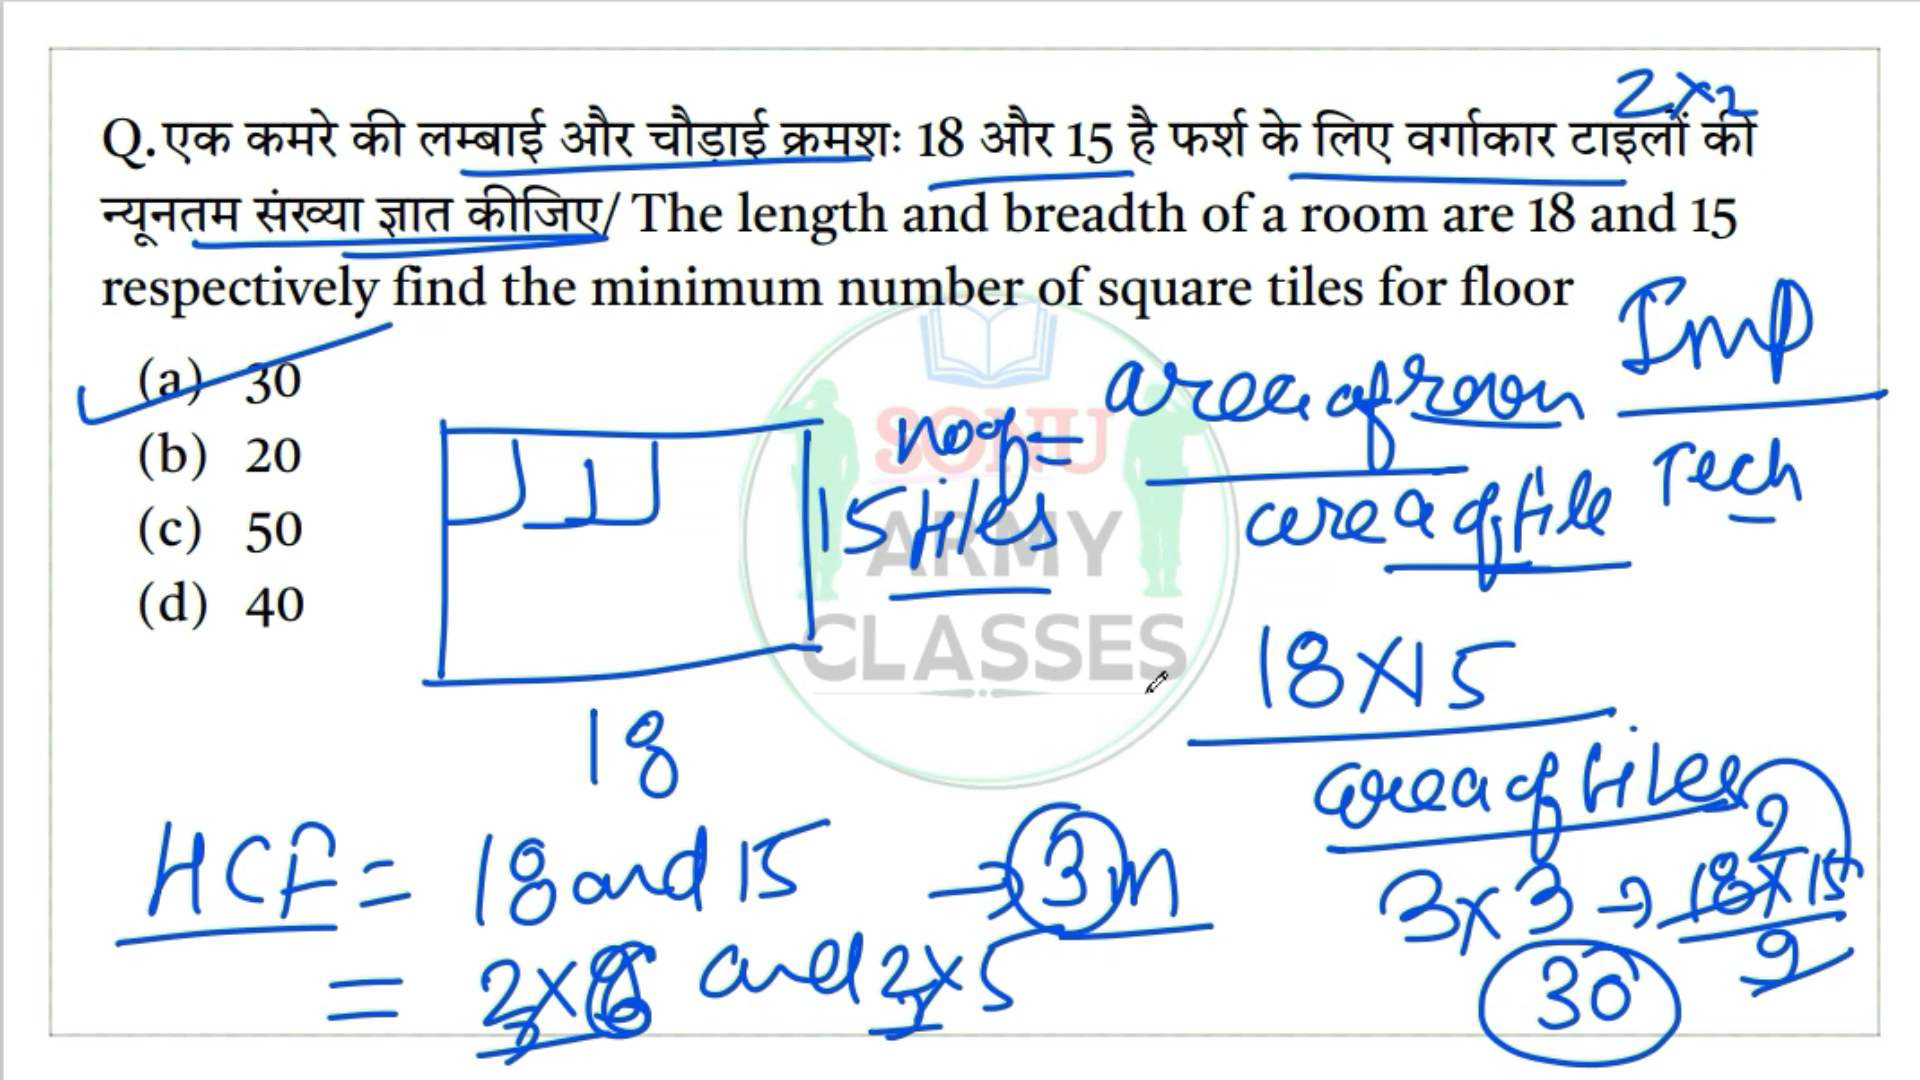 2×2
Q.एक कमरे की लम्बाई और चौड़ाई क्रमशः 18 और 15 है फर्श के लिए वर्गाकार टाइलों की
न्यूनतम संख्या ज्ञात कीजिए/ The length and breadth of a room are 18 and 15
respectively find the minimum number of square tiles for floor
(a) 30
(b) 20
(c) 50
(d) 40
Imp
Tech
no of tiles =
area of room
area of tile
15
18
18×15
area of tiles
3×3 → 18×15
2
9
30
HCF = 18 and 15 → 3m
= and ×5
SONU
ARMY
CLASSES